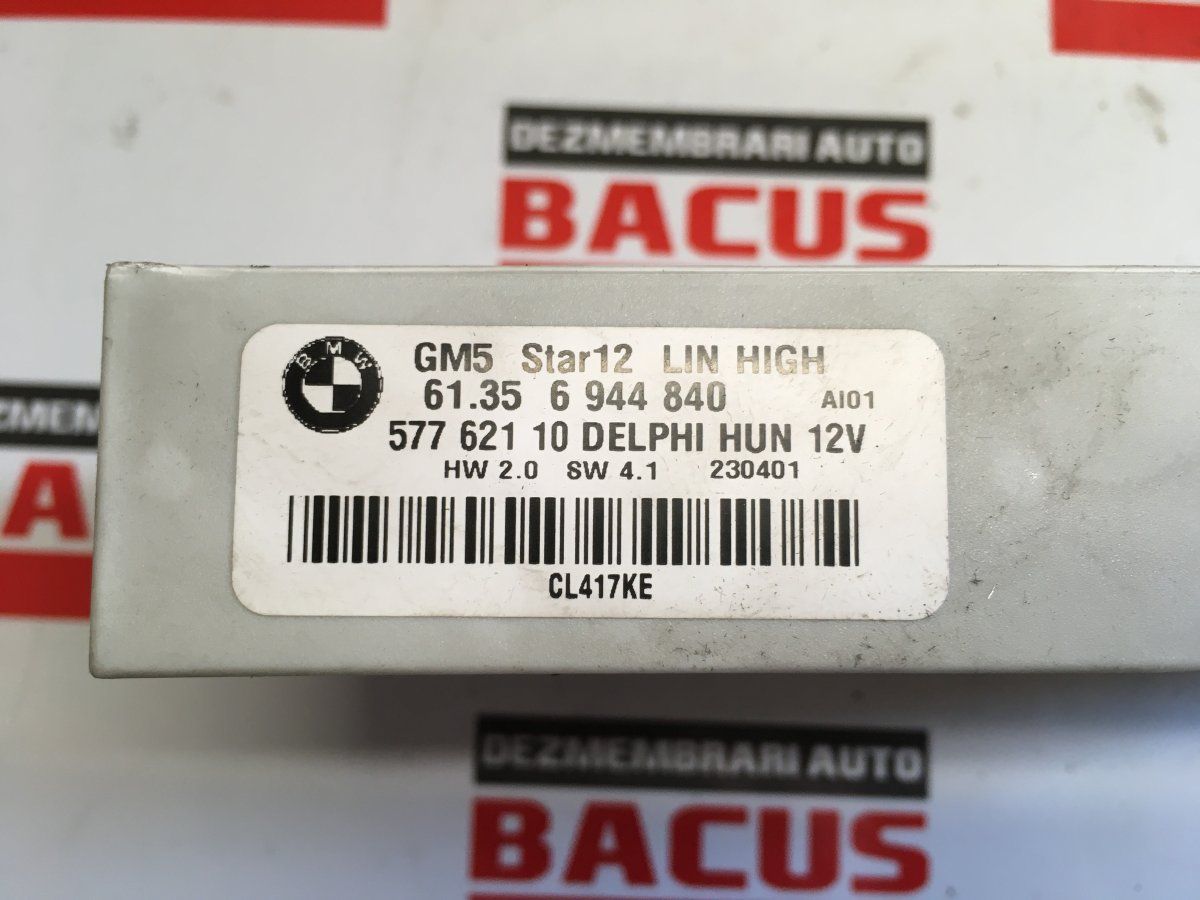 DEZMEMBRARI AUTO
BACUS
BMW
GM5 Star12 LIN HIGH
61.35 6 944 840 AI01
577 621 10 DELPHI HUN 12V
HW 2.0 SW 4.1 230401
CL417KE
DEZMEMBRARI AUTO
BACUS